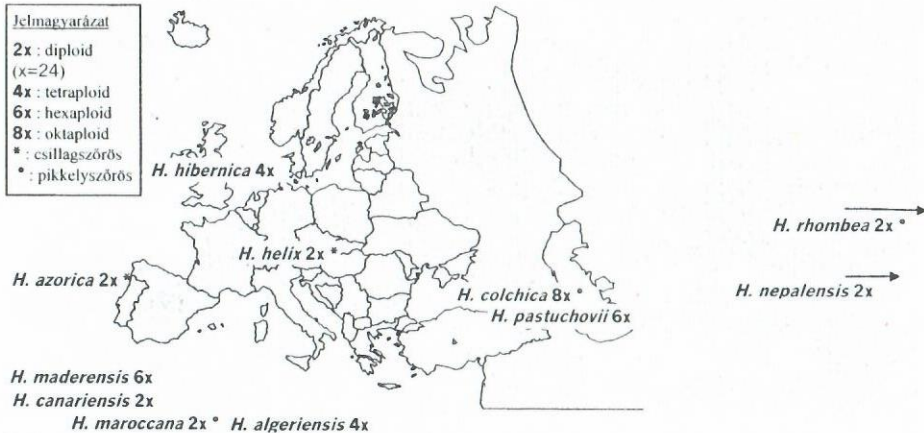 Jelmagyarázat
2x : diploid
(x=24)
4x : tetraploid
6x : hexaploid
8x : oktaploid
* : csillagszőrös
° : pikkelyszőrös
H. hibernica 4x
H. rhombea 2x °
H. helix 2x *
H. azorica 2x *
H. colchica 8x °
H. nepalensis 2x
H. pastuchovii 6x
H. maderensis 6x
H. canariensis 2x
H. maroccana 2x ° H. algeriensis 4x